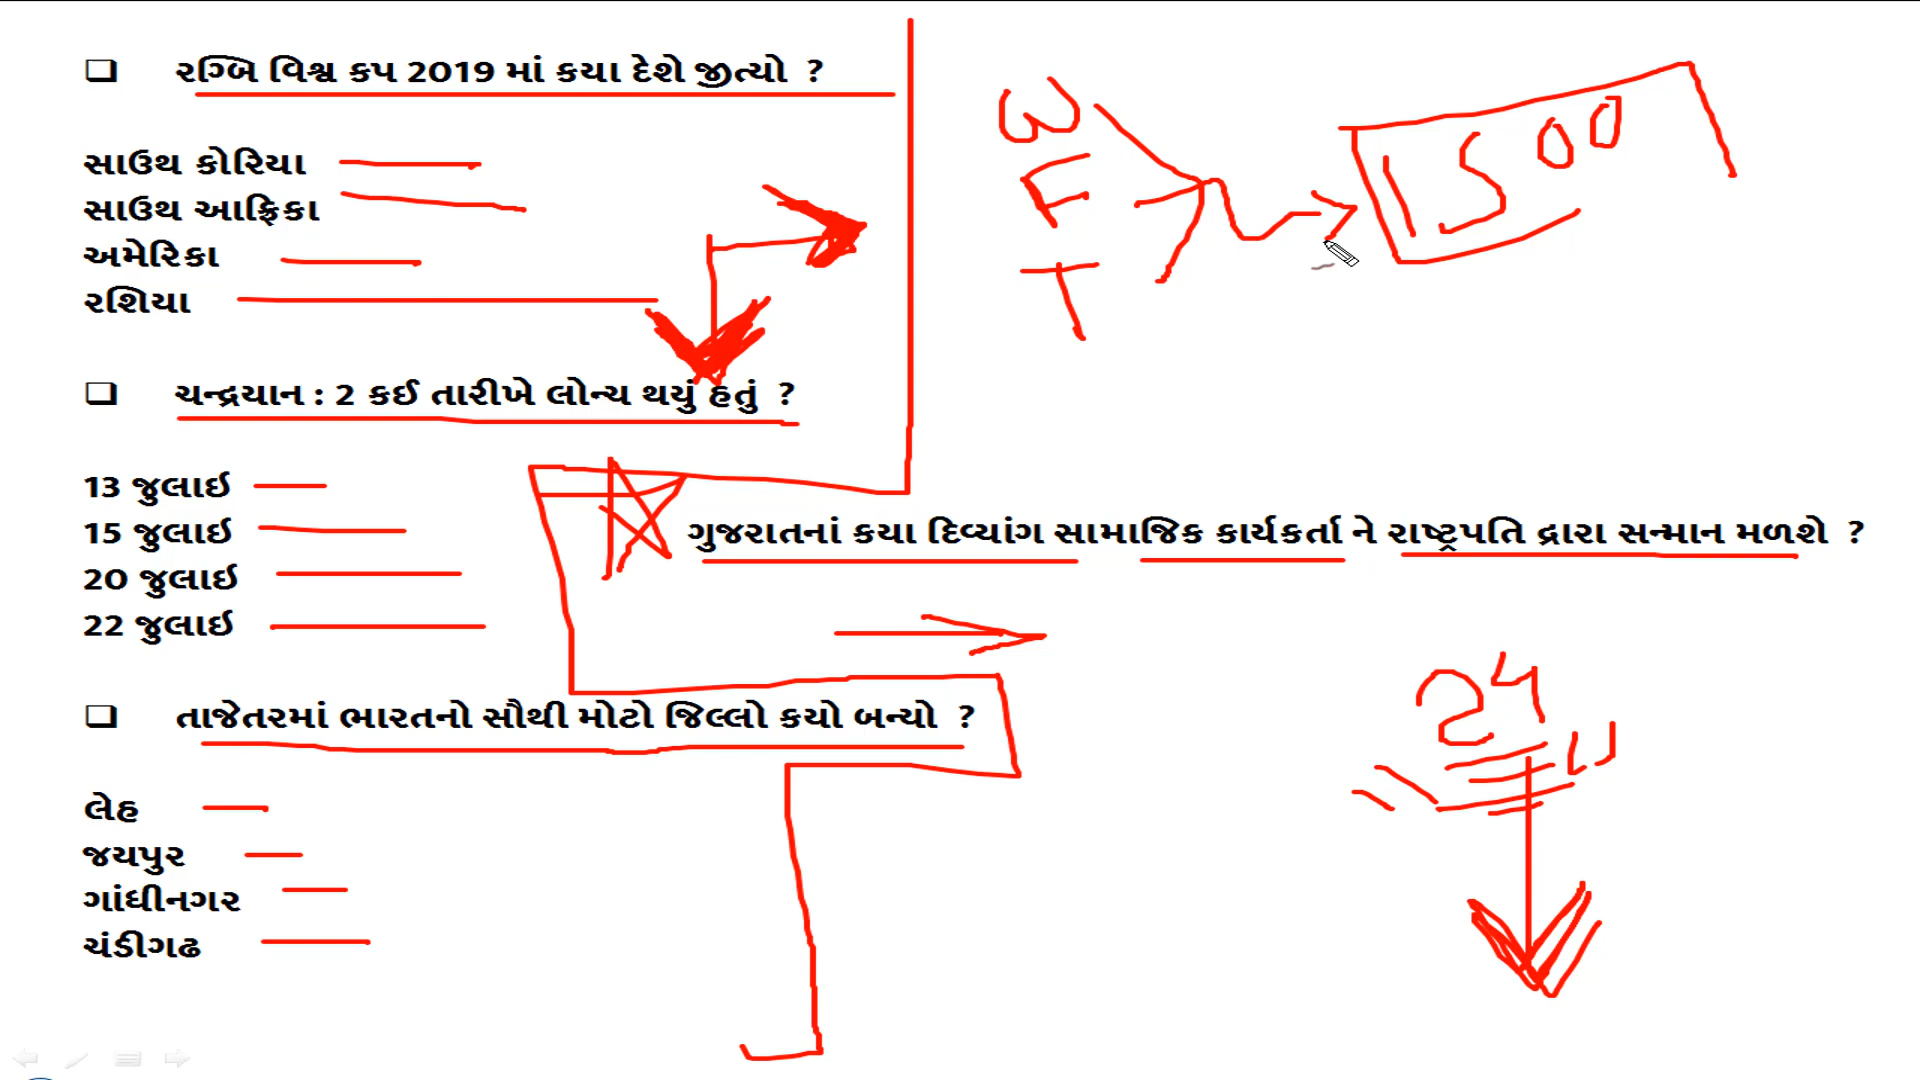 રગ્બિ વિશ્વ કપ 2019 માં કયા દેશે જીત્યો ?
સાઉથ કોરિયા
સાઉથ આફ્રિકા
અમેરિકા
રશિયા
ચન્દ્રયાન : 2 કઈ તારીખે લોન્ચ થયું હતું ?
13 જુલાઈ
15 જુલાઈ
20 જુલાઈ
22 જુલાઈ
તાજેતરમાં ભારતનો સૌથી મોટો જિલ્લો કયો બન્યો ?
લેહ
જયપુર
ગાંધીનગર
ચંડીગઢ
1500
ગુજરાતનાં કયા દિવ્યાંગ સામાજિક કાર્યકર્તા ને રાષ્ટ્રપતિ દ્વારા સન્માન મળશે ?